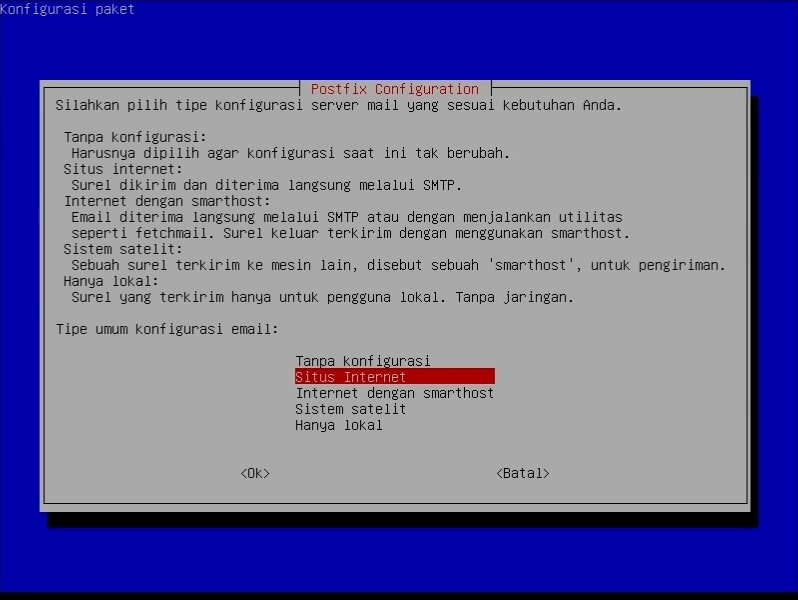 Konfigurasi paket
Postfix Configuration
Silahkan pilih tipe konfigurasi server mail yang sesuai kebutuhan Anda.
Tanpa konfigurasi:
Harusnya dipilih agar konfigurasi saat ini tak berubah.
Situs internet:
Surel dikirim dan diterima langsung melalui SMTP.
Internet dengan smarthost:
Email diterima langsung melalui SMTP atau dengan menjalankan utilitas
seperti fetchmail. Surel keluar terkirim dengan menggunakan smarthost.
Sistem satelit:
Sebuah surel terkirim ke mesin lain, disebut sebuah 'smarthost', untuk pengiriman.
Hanya lokal:
Surel yang terkirim hanya untuk pengguna lokal. Tanpa jaringan.
Tipe umum konfigurasi email:
Tanpa konfigurasi
Situs Internet
Internet dengan smarthost
Sistem satelit
Hanya lokal
<Ok> <Batal>